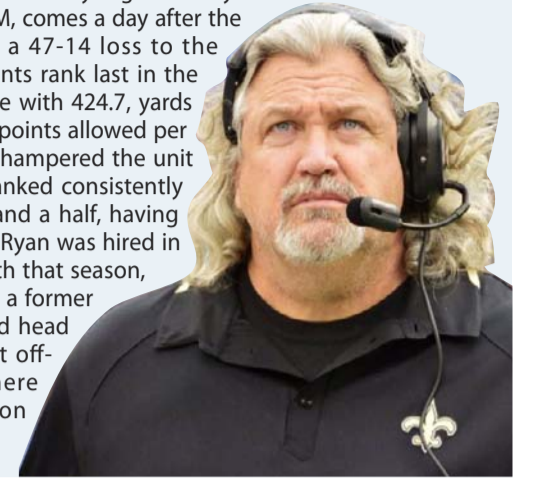 M, comes a day after the
a 47-14 loss to the
nts rank last in the
e with 424.7, yards
points allowed per
hampered the unit
nked consistently
and a half, having
Ryan was hired in
th that season,
a former
d head
t off-
ere
on